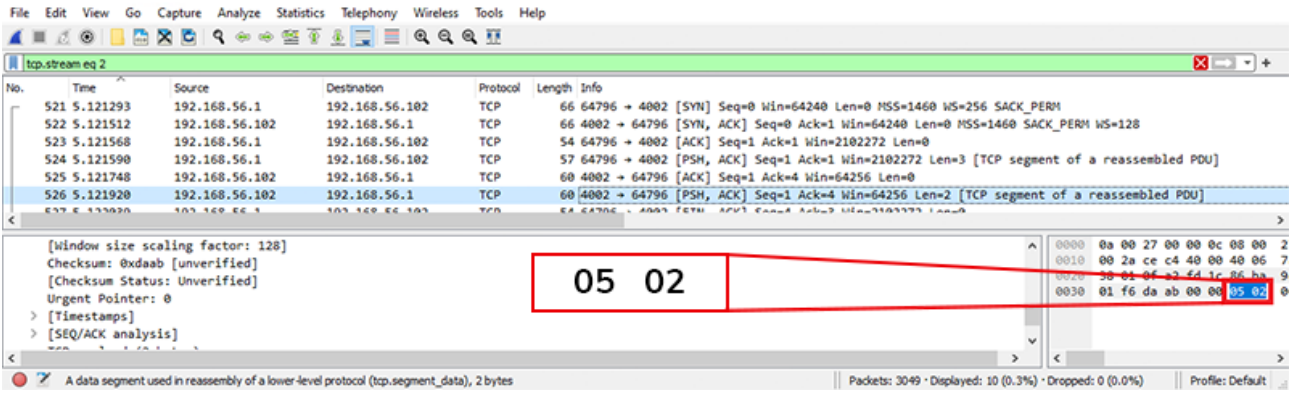 File Edit View Go Capture Analyze Statistics Telephony Wireless Tools Help
tcp.stream eq 2
No. Time Source Destination Protocol Length Info
521 5.121293 192.168.56.1 192.168.56.102 TCP 66 64796 → 4002 [SYN] Seq=0 Win=64240 Len=0 MSS=1460 WS=256 SACK_PERM
522 5.121512 192.168.56.102 192.168.56.1 TCP 66 4002 → 64796 [SYN, ACK] Seq=0 Ack=1 Win=64240 Len=0 MSS=1460 SACK_PERM WS=128
523 5.121568 192.168.56.1 192.168.56.102 TCP 54 64796 → 4002 [ACK] Seq=1 Ack=1 Win=2102272 Len=0
524 5.121590 192.168.56.1 192.168.56.102 TCP 57 64796 → 4002 [PSH, ACK] Seq=1 Ack=1 Win=2102272 Len=3 [TCP segment of a reassembled PDU]
525 5.121748 192.168.56.102 192.168.56.1 TCP 60 4002 → 64796 [ACK] Seq=1 Ack=4 Win=64256 Len=0
526 5.121920 192.168.56.102 192.168.56.1 TCP 60 4002 → 64796 [PSH, ACK] Seq=1 Ack=4 Win=64256 Len=2 [TCP segment of a reassembled PDU]
[Window size scaling factor: 128]
Checksum: 0xdaab [unverified]
[Checksum Status: Unverified]
Urgent Pointer: 0
[Timestamps]
[SEQ/ACK analysis]
05 02
0000 0a 00 27 00 00 0c 08 00 2
0010 00 2a ce c4 40 00 40 06 7
0020 38 01 0f a2 fd 1c 86 ba 9
0030 01 f6 da ab 00 00 05 02 0
A data segment used in reassembly of a lower-level protocol (tcp.segment_data), 2 bytes
Packets: 3049 · Displayed: 10 (0.3%) · Dropped: 0 (0.0%)
Profile: Default